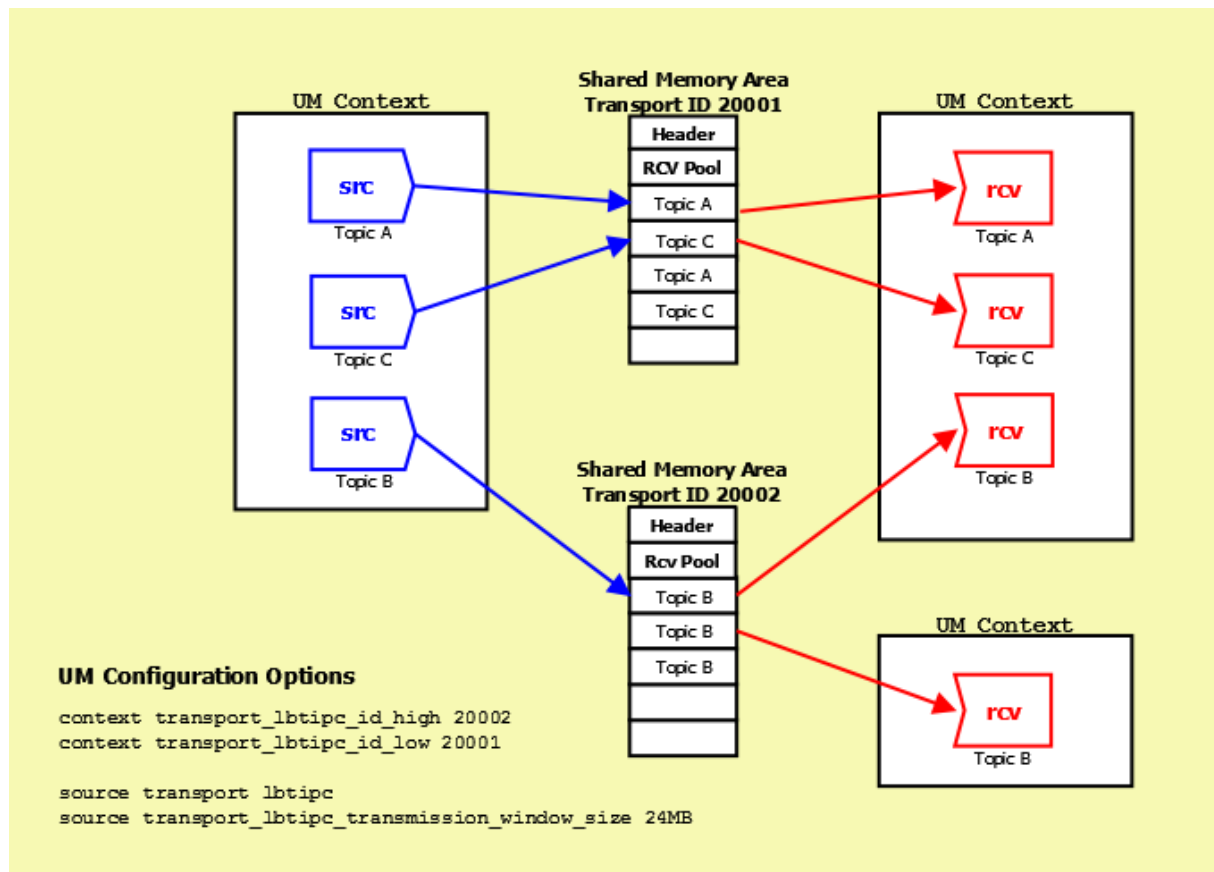 UM Context
src
Topic A
src
Topic C
src
Topic B
Shared Memory Area
Transport ID 20001
Header
RCV Pool
Topic A
Topic C
Topic A
Topic C
UM Context
rcv
Topic A
rcv
Topic C
rcv
Topic B
Shared Memory Area
Transport ID 20002
Header
Rcv Pool
Topic B
Topic B
Topic B
UM Context
rcv
Topic B
UM Configuration Options
context transport_lbtipc_id_high 20002
context transport_lbtipc_id_low 20001
source transport lbtipc
source transport_lbtipc_transmission_window_size 24MB